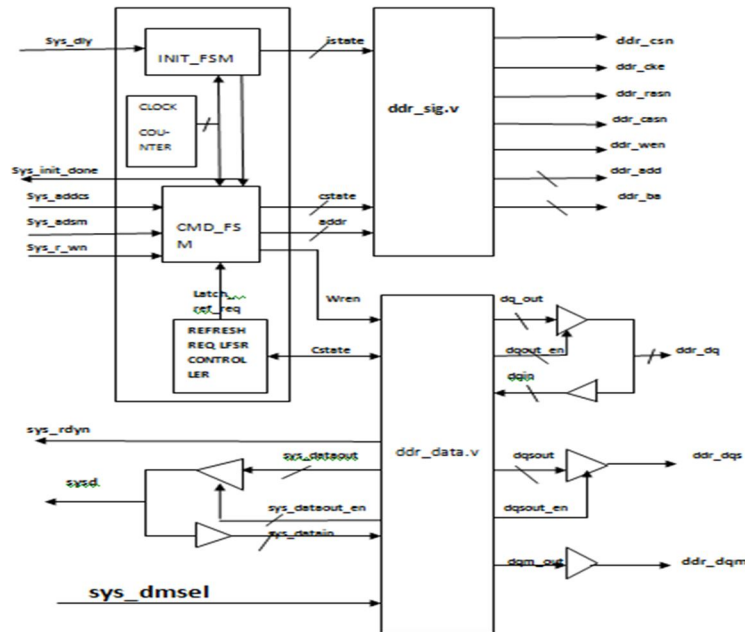 Sys_dly
INIT_FSM
istate
ddr_csn
ddr_cke
ddr_rasn
ddr_casn
ddr_wen
ddr_add
ddr_ba
CLOCK
COU-
NTER
ddr_sig.v
Sys_init_done
Sys_addcs
Sys_adsm
Sys_r_wn
CMD_FS
M
cstate
addr
Latch_
ref_req
Wren
REFRESH
REQ LFSR
CONTROL
LER
Cstate
dq_out
dqout_en
dqin
ddr_dq
sys_rdyn
ddr_data.v
sys_dataout
sysd
sys_dataout_en
sys_datain
dqsout
ddr_dqs
dqsout_en
sys_dmsel
dqm_out
ddr_dqm